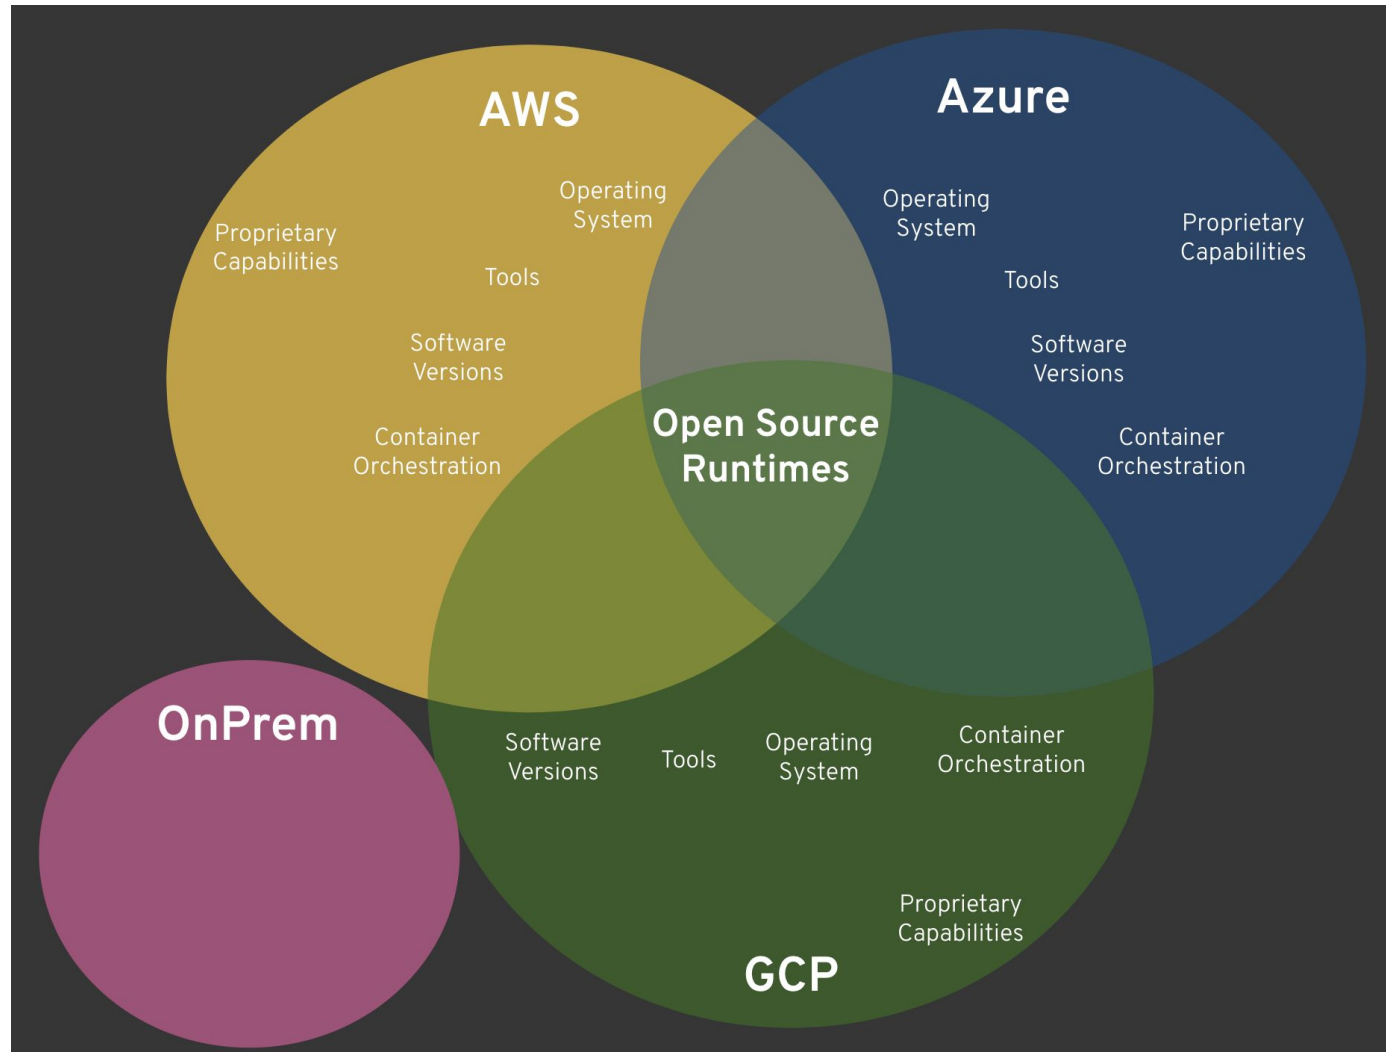 AWS
Operating
System
Proprietary
Capabilities
Tools
Software
Versions
Container
Orchestration
Azure
Operating
System
Proprietary
Capabilities
Tools
Software
Versions
Container
Orchestration
Open Source
Runtimes
OnPrem
Software
Versions
Tools
Operating
System
Container
Orchestration
Proprietary
Capabilities
GCP